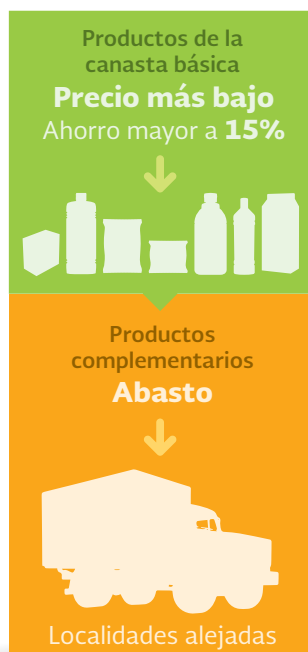 Productos de la
canasta básica
Precio más bajo
Ahorro mayor a 15%
Productos
complementarios
Abasto
Localidades alejadas